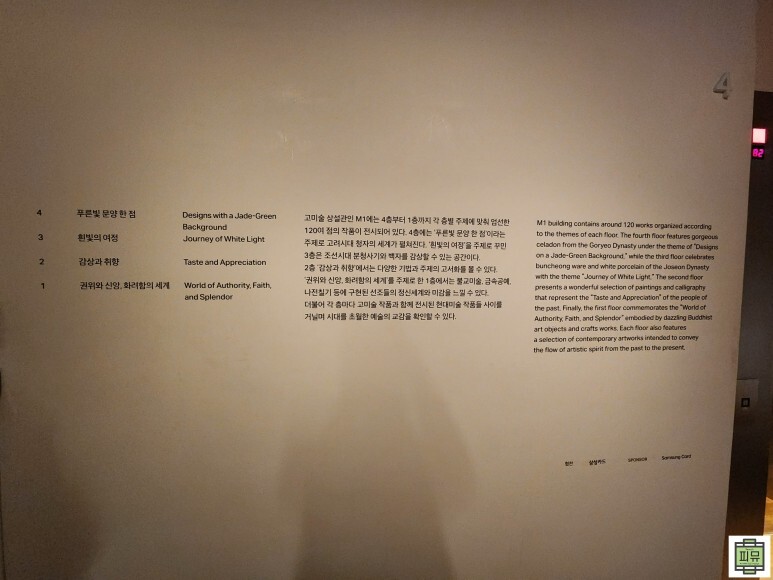 4
4 푸른빛 문양 한 점 Designs with a Jade-Green
Background
3 흰빛의 여정 Journey of White Light
2 감상과 취향 Taste and Appreciation
1 권위와 신앙, 화려함의 세계 World of Authority, Faith,
and Splendor
고미술 상설관인 M1에는 4층부터 1층까지 각 층별 주제에 맞춰 엄선한
120여 점의 작품이 전시되어 있다. 4층에는 '푸른빛 문양 한 점'이라는
주제로 고려시대 청자의 세계가 펼쳐진다. '흰빛의 여정'을 주제로 꾸민
3층은 조선시대 분청사기와 백자를 감상할 수 있는 공간이다.
2층 '감상과 취향'에서는 다양한 기법과 주제의 고서화를 볼 수 있다.
'권위와 신앙, 화려함의 세계'를 주제로 한 1층에서는 불교미술, 금속공예,
나전칠기 등에 구현된 선조들의 정신세계와 미감을 느낄 수 있다.
더불어 각 층마다 고미술 작품과 함께 전시된 현대미술 작품들 사이를
거닐며 시대를 초월한 예술의 교감을 확인할 수 있다.
M1 building contains around 120 works organized according
to the themes of each floor. The fourth floor features gorgeous
celadon from the Goryeo Dynasty under the theme of "Designs
on a Jade-Green Background," while the third floor celebrates
buncheong ware and white porcelain of the Joseon Dynasty
with the theme "Journey of White Light." The second floor
presents a wonderful selection of paintings and calligraphy
that represent the "Taste and Appreciation" of the people of
the past. Finally, the first floor commemorates the "World of
Authority, Faith, and Splendor" embodied by dazzling Buddhist
art objects and crafts works. Each floor also features
a selection of contemporary artworks intended to convey
the flow of artistic spirit from the past to the present.
협찬 삼성카드 SPONSOR Samsung Card
B2
피뮤